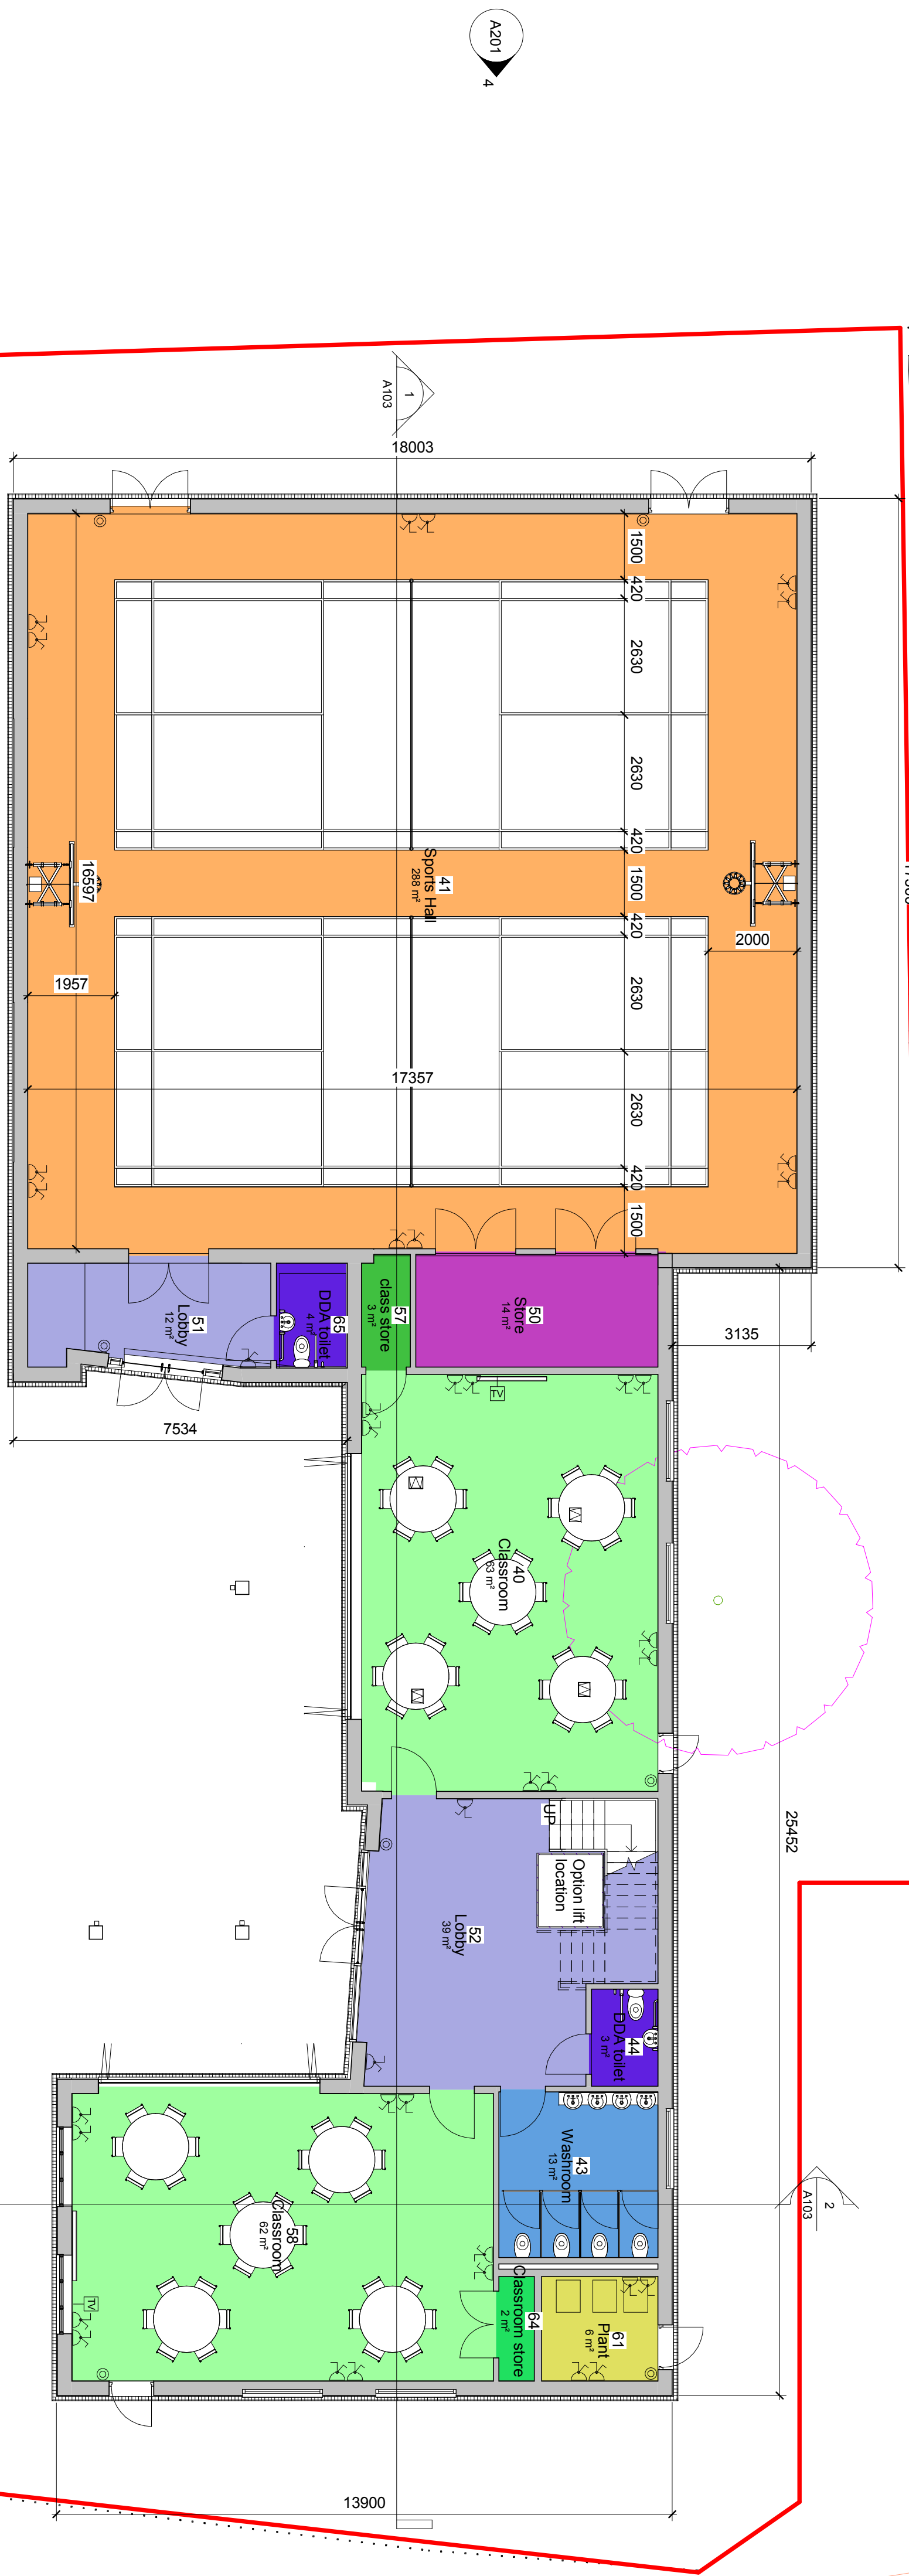 A201
4
1
A103
18003
1500
420
2630
2630
420
1500
420
2630
2630
420
1500
16597
41
Sports Hall
288 m²
2000
1957
17357
51
Lobby
12 m²
65
DDA toilet
4 m²
57
class store
3 m²
50
Store
14 m²
3135
7534
TV
40
Classroom
63 m²
25452
UP
Option lift
location
52
Lobby
39 m²
44
DDA toilet
3 m²
43
Washroom
13 m²
2
A103
58
Classroom
62 m²
TV
64
Classroom store
2 m²
61
Plant
6 m²
13900